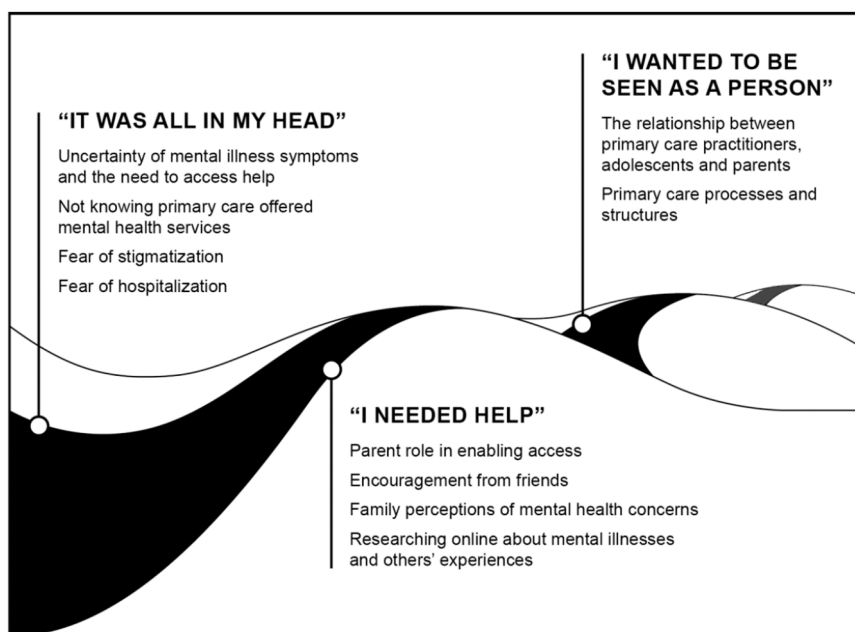 “IT WAS ALL IN MY HEAD”
Uncertainty of mental illness symptoms
and the need to access help
Not knowing primary care offered
mental health services
Fear of stigmatization
Fear of hospitalization
“I NEEDED HELP”
Parent role in enabling access
Encouragement from friends
Family perceptions of mental health concerns
Researching online about mental illnesses
and others’ experiences
“I WANTED TO BE
SEEN AS A PERSON”
The relationship between
primary care practitioners,
adolescents and parents
Primary care processes and
structures